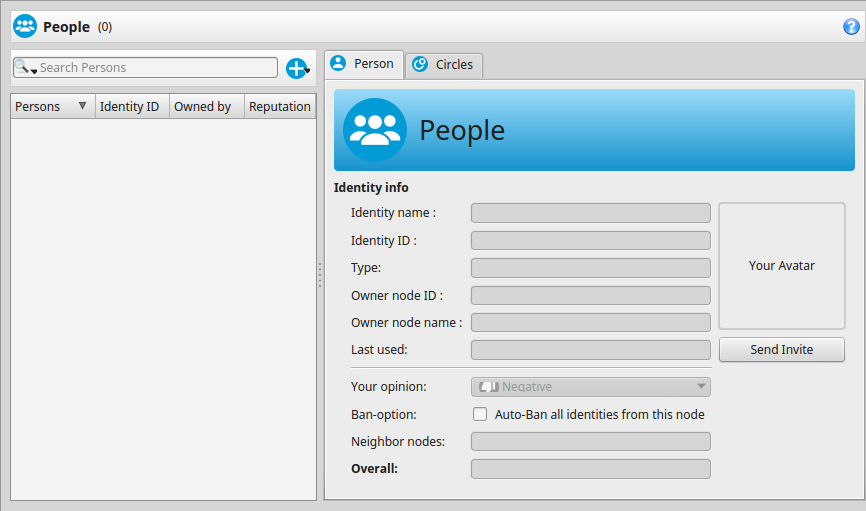 People (0)
Search Persons
Persons Identity ID Owned by Reputation
Person Circles
People
Identity info
Identity name :
Identity ID :
Type:
Owner node ID :
Owner node name :
Last used:
Your Avatar
Send Invite
Your opinion: Negative
Ban-option: Auto-Ban all identities from this node
Neighbor nodes:
Overall: